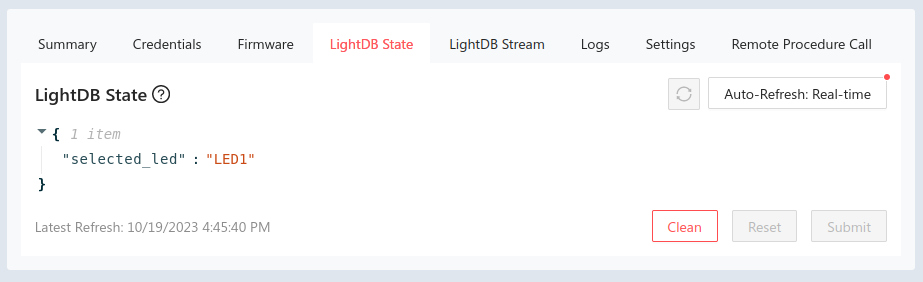 Summary Credentials Firmware LightDB State LightDB Stream Logs Settings Remote Procedure Call
LightDB State ?
Auto-Refresh: Real-time
{ 1 item
"selected_led" : "LED1"
}
Latest Refresh: 10/19/2023 4:45:40 PM
Clean Reset Submit